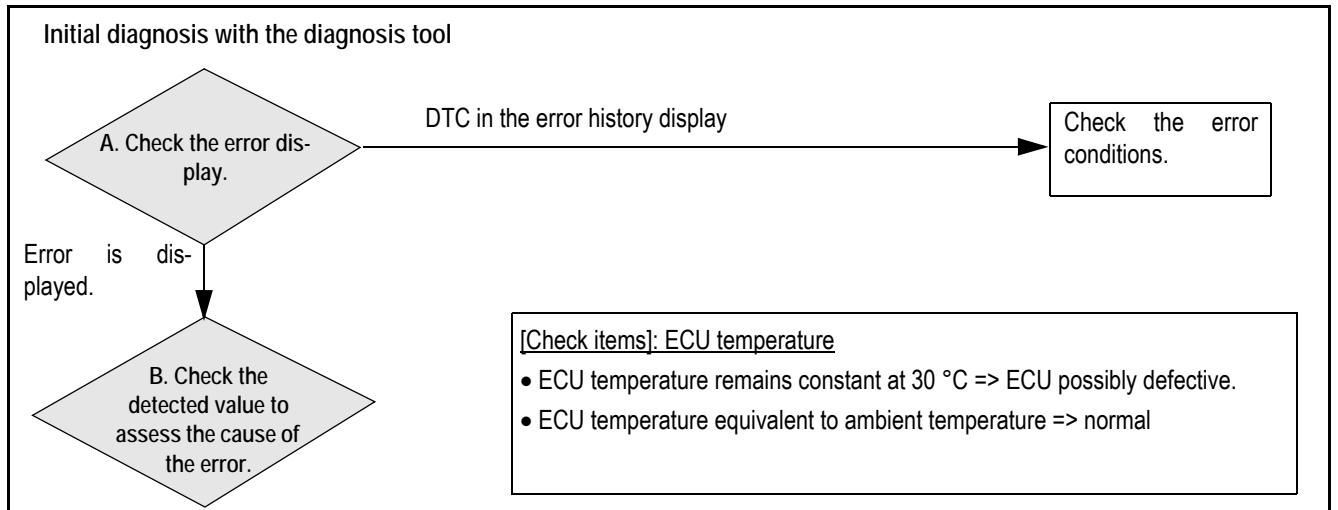 Initial diagnosis with the diagnosis tool
A. Check the error dis-
play.
DTC in the error history display
Check the error
conditions.
Error is dis-
played.
B. Check the
detected value to
assess the cause of
the error.
[Check items]: ECU temperature
• ECU temperature remains constant at 30 °C => ECU possibly defective.
• ECU temperature equivalent to ambient temperature => normal